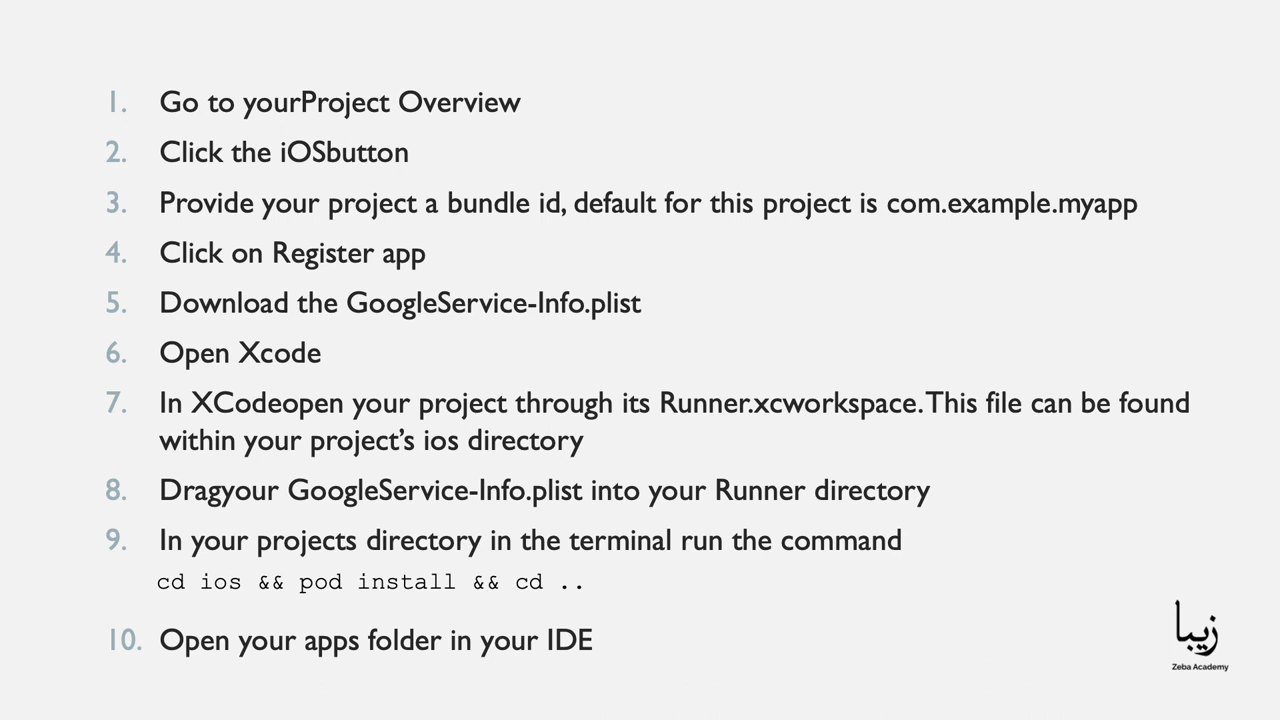 1. Go to yourProject Overview
2. Click the iOSbutton
3. Provide your project a bundle id, default for this project is com.example.myapp
4. Click on Register app
5. Download the GoogleService-Info.plist
6. Open Xcode
7. In XCodeopen your project through its Runner.xcworkspace. This file can be found
within your project’s ios directory
8. Dragyour GoogleService-Info.plist into your Runner directory
9. In your projects directory in the terminal run the command
cd ios && pod install && cd ..
10. Open your apps folder in your IDE
زیبا
Zeba Academy